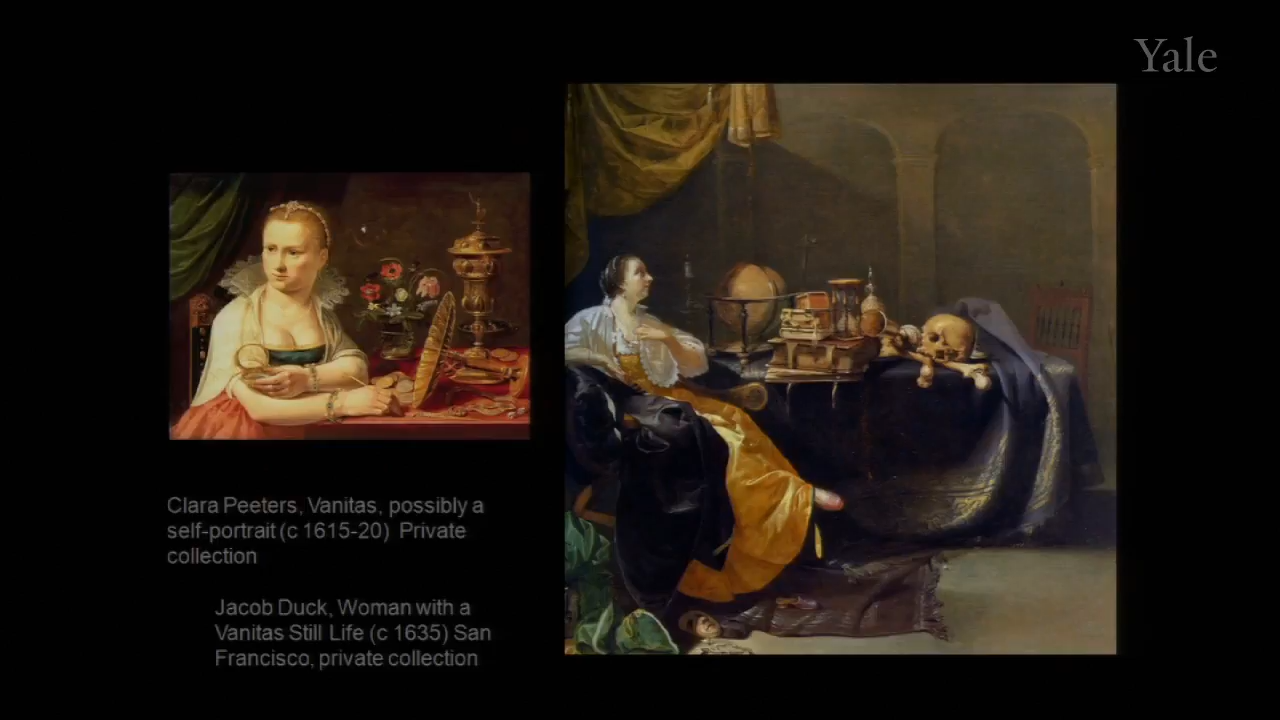 Yale
Clara Peeters, Vanitas, possibly a
self-portrait (c 1615-20) Private
collection
Jacob Duck, Woman with a
Vanitas Still Life (c 1635) San
Francisco, private collection